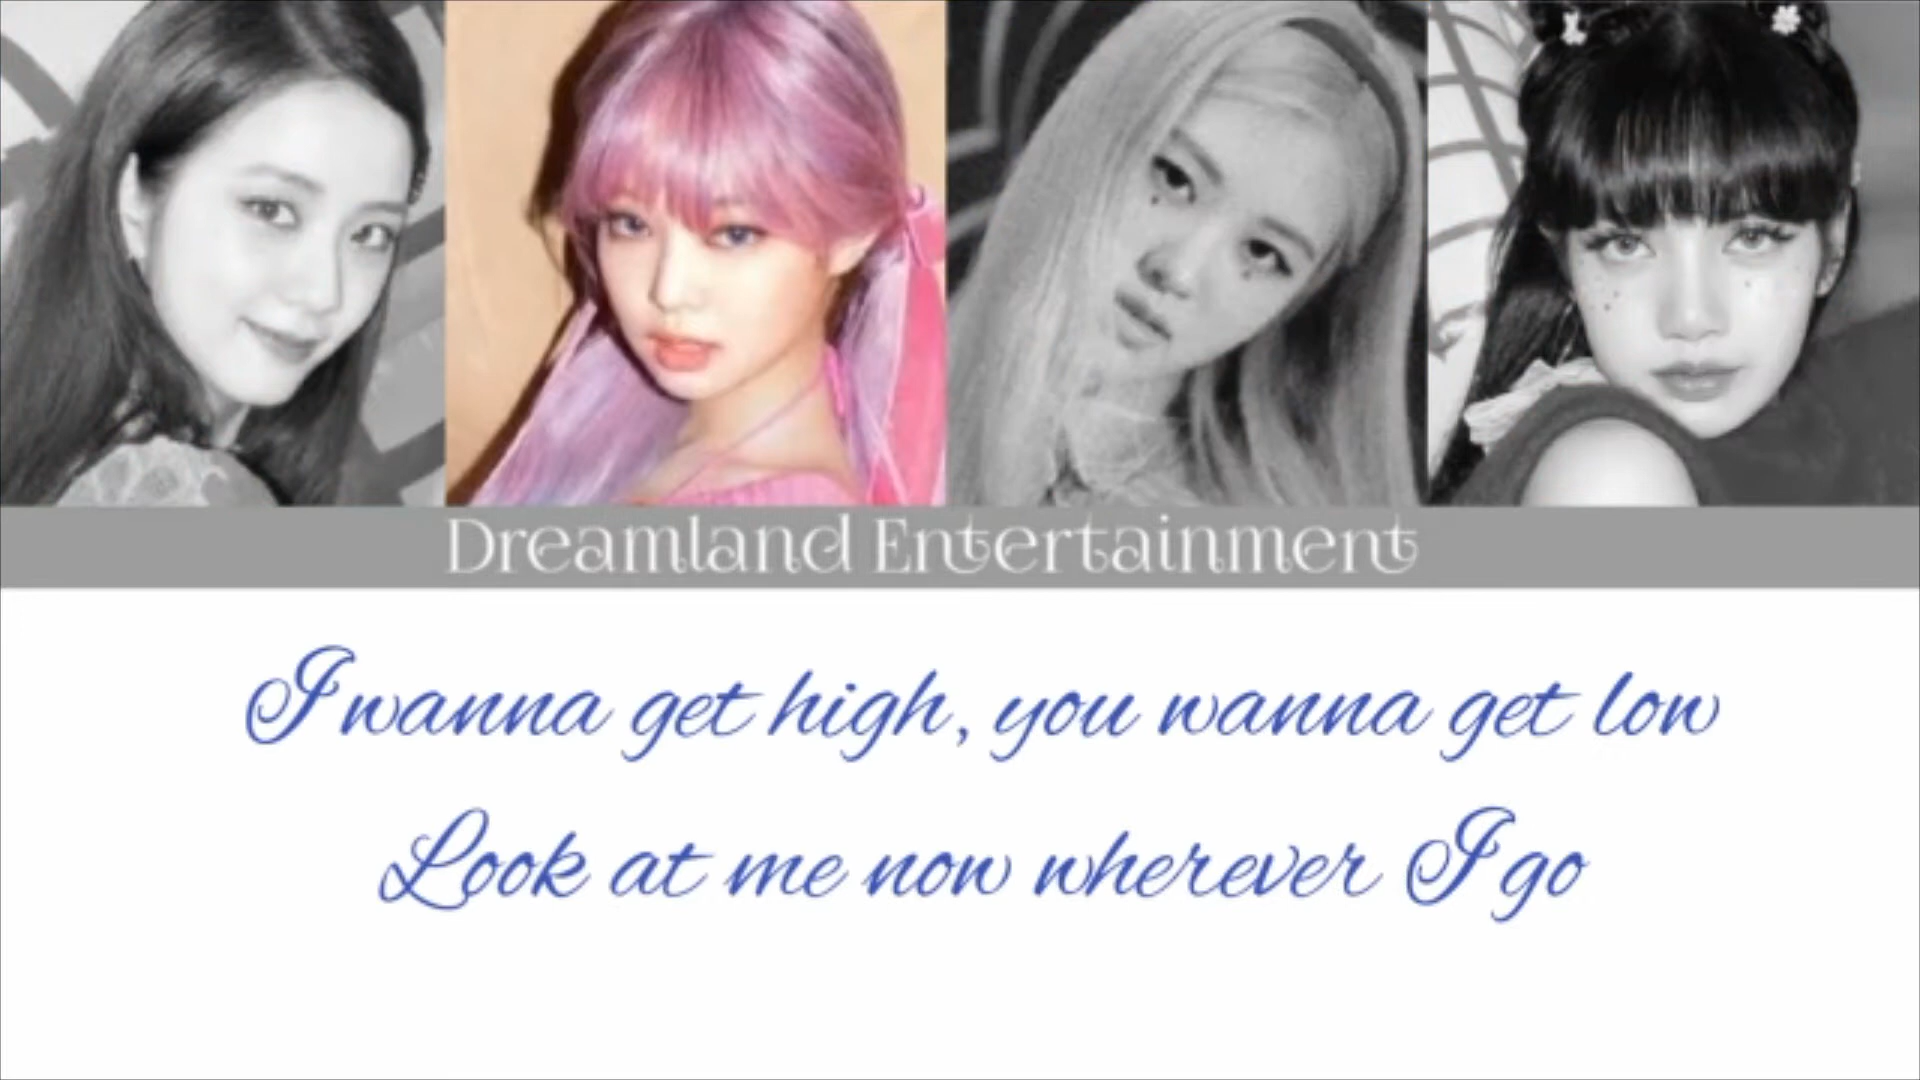 Dreamland Entertainment
I wanna get high, you wanna get low
Look at me now wherever I go